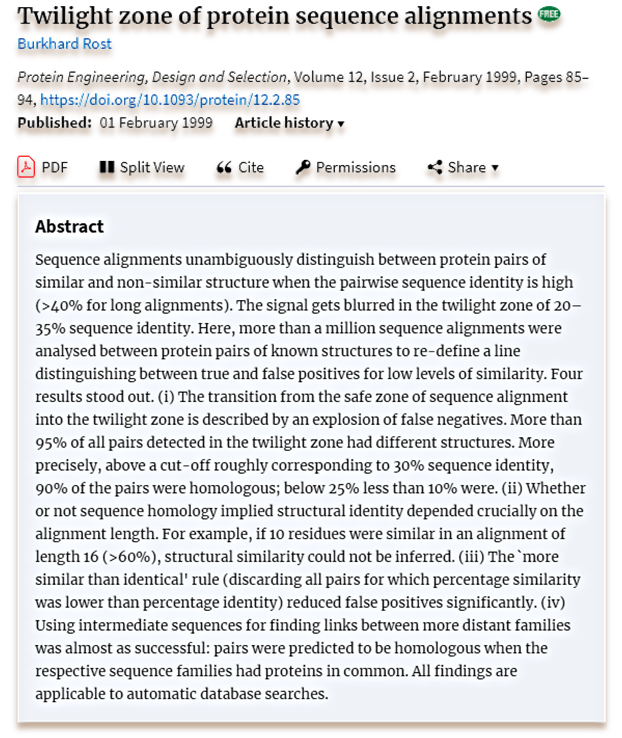 Twilight zone of protein sequence alignments FREE
Burkhard Rost
Protein Engineering, Design and Selection, Volume 12, Issue 2, February 1999, Pages 85–
94, https://doi.org/10.1093/protein/12.2.85
Published: 01 February 1999 Article history ▾
PDF Split View Cite Permissions Share ▾
Abstract
Sequence alignments unambiguously distinguish between protein pairs of
similar and non-similar structure when the pairwise sequence identity is high
(>40% for long alignments). The signal gets blurred in the twilight zone of 20–
35% sequence identity. Here, more than a million sequence alignments were
analysed between protein pairs of known structures to re-define a line
distinguishing between true and false positives for low levels of similarity. Four
results stood out. (i) The transition from the safe zone of sequence alignment
into the twilight zone is described by an explosion of false negatives. More than
95% of all pairs detected in the twilight zone had different structures. More
precisely, above a cut-off roughly corresponding to 30% sequence identity,
90% of the pairs were homologous; below 25% less than 10% were. (ii) Whether
or not sequence homology implied structural identity depended crucially on the
alignment length. For example, if 10 residues were similar in an alignment of
length 16 (>60%), structural similarity could not be inferred. (iii) The `more
similar than identical' rule (discarding all pairs for which percentage similarity
was lower than percentage identity) reduced false positives significantly. (iv)
Using intermediate sequences for finding links between more distant families
was almost as successful: pairs were predicted to be homologous when the
respective sequence families had proteins in common. All findings are
applicable to automatic database searches.